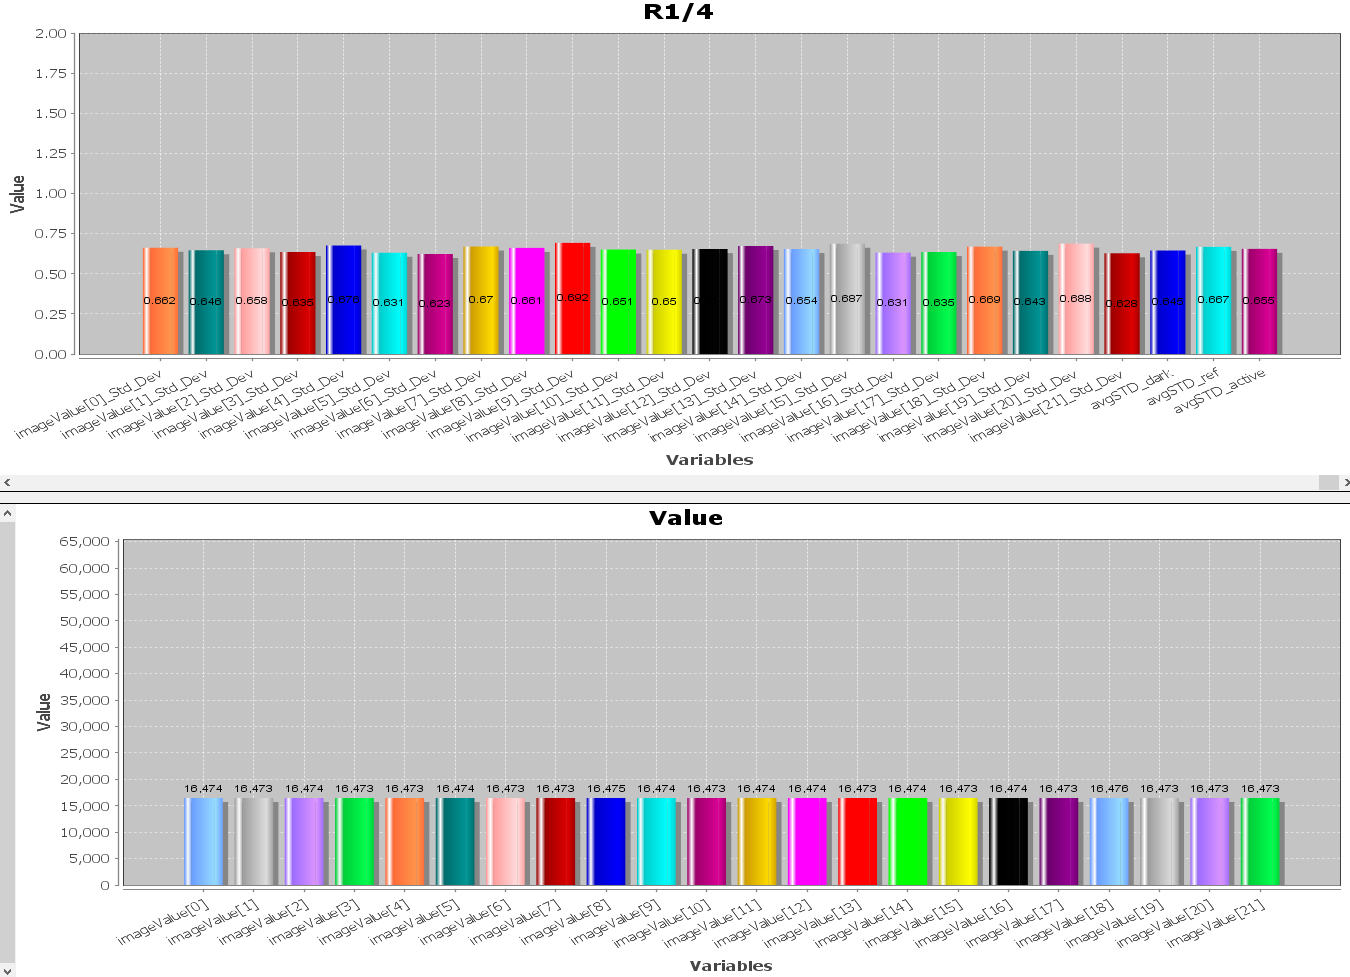 R1/4
2.00
1.75
1.50
1.25
1.00
0.75
0.50
0.25
0.00
Value
0.662 0.646 0.658 0.636 0.676 0.631 0.623 0.67 0.661 0.692 0.651 0.65 0.673 0.654 0.687 0.631 0.635 0.669 0.643 0.688 0.628 0.645 0.667 0.655
imageValue[0]_Std_Dev
imageValue[1]_Std_Dev
imageValue[2]_Std_Dev
imageValue[3]_Std_Dev
imageValue[4]_Std_Dev
imageValue[5]_Std_Dev
imageValue[6]_Std_Dev
imageValue[7]_Std_Dev
imageValue[8]_Std_Dev
imageValue[9]_Std_Dev
imageValue[10]_Std_Dev
imageValue[11]_Std_Dev
imageValue[12]_Std_Dev
imageValue[13]_Std_Dev
imageValue[14]_Std_Dev
imageValue[15]_Std_Dev
imageValue[16]_Std_Dev
imageValue[17]_Std_Dev
imageValue[18]_Std_Dev
imageValue[19]_Std_Dev
imageValue[20]_Std_Dev
imageValue[21]_Std_Dev
avgSTD_dark.
avgSTD_ref
avgSTD_active
Variables
Value
65,000
60,000
55,000
50,000
45,000
40,000
35,000
30,000
25,000
20,000
15,000
10,000
5,000
0
Value
16,474 16,473 16,474 16,473 16,473 16,474 16,473 16,473 16,475 16,474 16,473 16,474 16,474 16,473 16,474 16,473 16,474 16,473 16,476 16,473 16,473 16,473
imageValue[0]
imageValue[1]
imageValue[2]
imageValue[3]
imageValue[4]
imageValue[5]
imageValue[6]
imageValue[7]
imageValue[8]
imageValue[9]
imageValue[10]
imageValue[11]
imageValue[12]
imageValue[13]
imageValue[14]
imageValue[15]
imageValue[16]
imageValue[17]
imageValue[18]
imageValue[19]
imageValue[20]
imageValue[21]
Variables